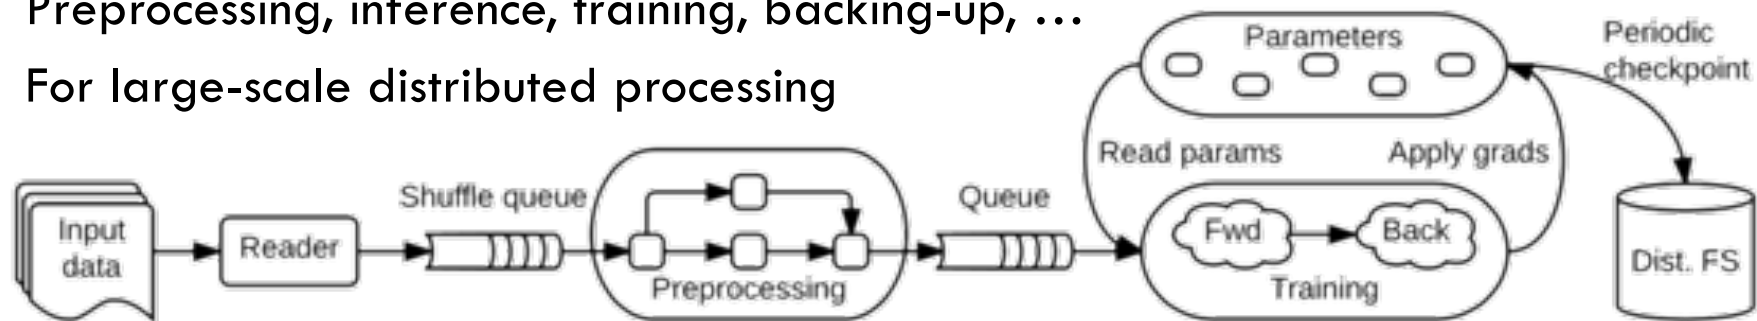 Preprocessing, inference, training, backing-up, …
For large-scale distributed processing
Parameters
Periodic
checkpoint
Read params
Apply grads
Shuffle queue
Queue
Input
data
Reader
Preprocessing
Fwd
Back
Training
Dist. FS